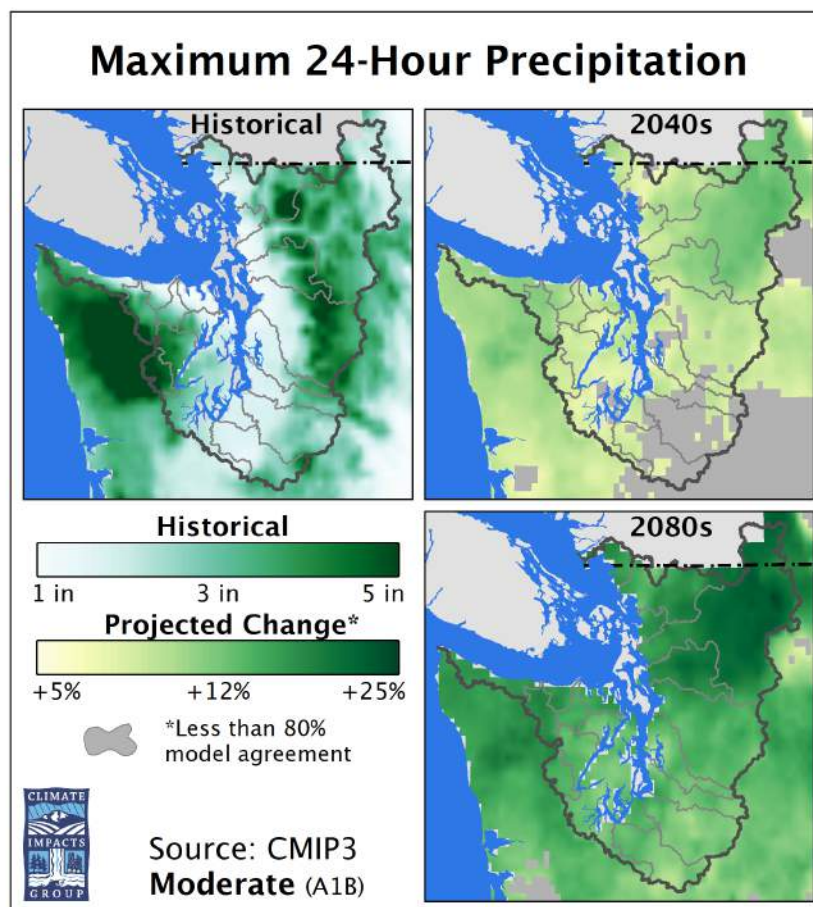 Maximum 24-Hour Precipitation
Historical
2040s
Historical
1 in 3 in 5 in
Projected Change*
+5% +12% +25%
*Less than 80%
model agreement
2080s
CLIMATE
IMPACTS
GROUP
Source: CMIP3
Moderate (A1B)